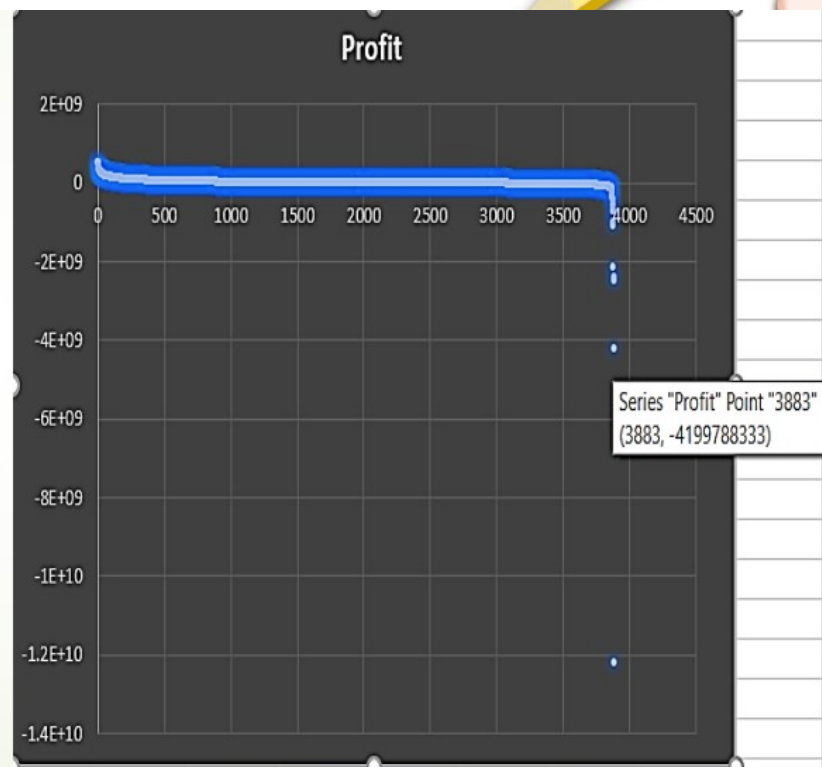 Profit
2E+09
0
0 500 1000 1500 2000 2500 3000 3500 4000 4500
-2E+09
-4E+09
Series "Profit" Point "3883"
(3883, -4199788333)
-6E+09
-8E+09
-1E+10
-1.2E+10
-1.4E+10